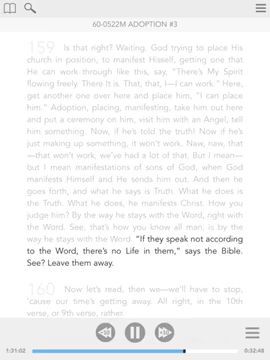 60-0522M ADOPTION #3
159 Is that right? Waiting. God trying to place His
church in position, to manifest Hisself, getting one that
He can work through like this, say, "There's My Spirit
flowing freely. There It is. That, that, I—I can work." Here,
get another one over here and place him, "I can place
him." Adoption, placing, manifesting, take him out here
and put a ceremony on him, visit him with an Angel, tell
him something. Now, if he's told the truth! Now if he's
just making up something, it won't work. Naw, naw, that
—that won't work, we've had a lot of that. But I mean—
but I mean manifestations of sons of God, when God
manifests Himself and He sends him out. And then he
goes forth, and what he says is Truth. What he does is
the Truth. What he does, he manifests Christ. How you
judge him? By the way he stays with the Word, right with
the Word. See, that's how you know all man, is by the
way he stays with the Word. "If they speak not according
to the Word, there's no Life in them," says the Bible.
See? Leave them away.
160 Now let's read, then we—we'll have to stop,
'cause our time's getting away. All right, in the 10th
verse, or 9th verse, rather.
1:31:02 0:32:48